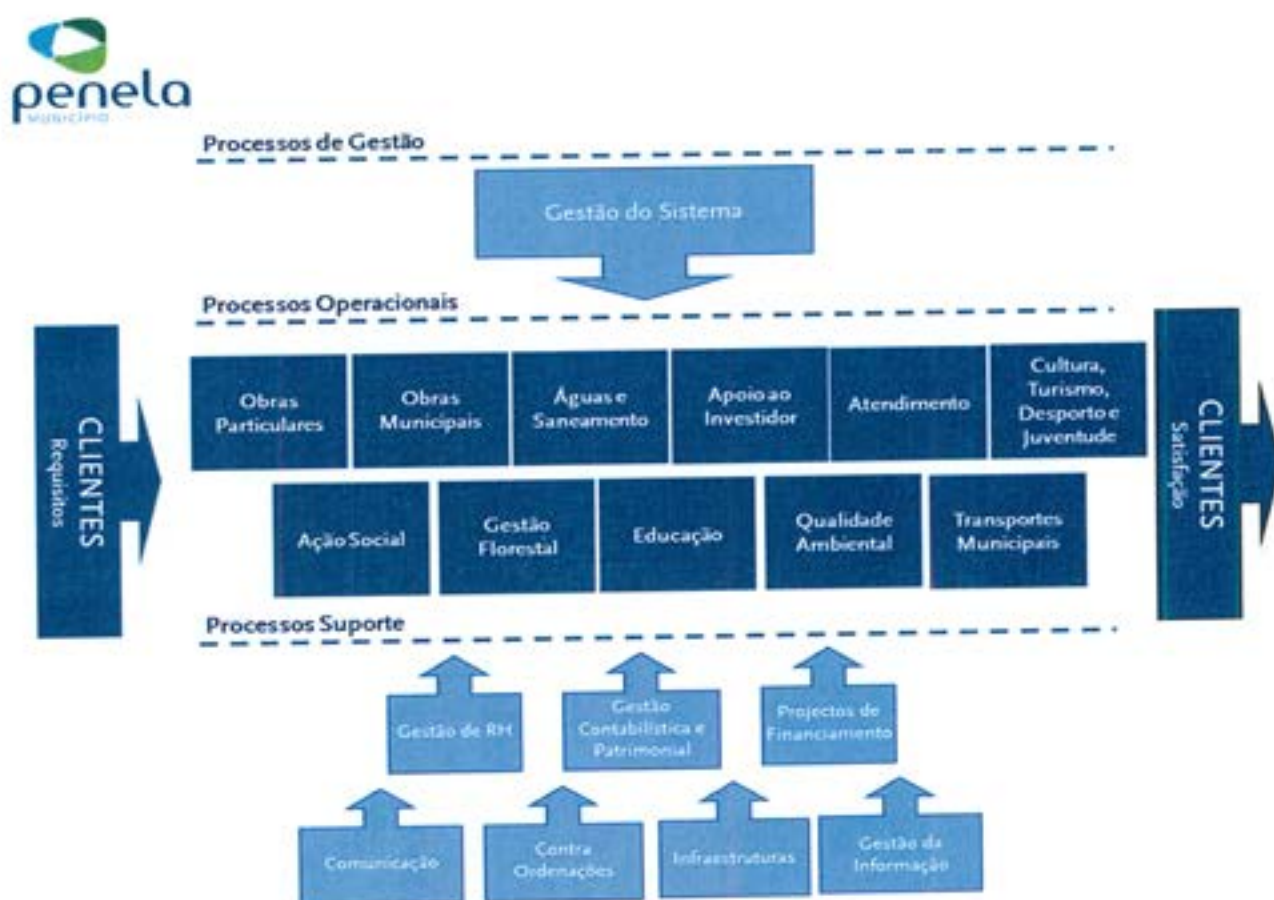 penela
MUNICÍPIO
Processos de Gestão
Gestão do Sistema
Processos Operacionais
CLIENTES
Requisitos
Obras
Particulares
Obras
Municipais
Águas e
Saneamento
Apoio ao
Investidor
Atendimento
Cultura,
Turismo,
Desporto e
Juventude
CLIENTES
Satisfação
Ação Social
Gestão
Florestal
Educação
Qualidade
Ambiental
Transportes
Municipais
Processos Suporte
Gestão de RH
Gestão
Contabilística e
Patrimonial
Projectos de
Financiamento
Comunicação
Contra
Ordenações
Infraestruturas
Gestão da
Informação